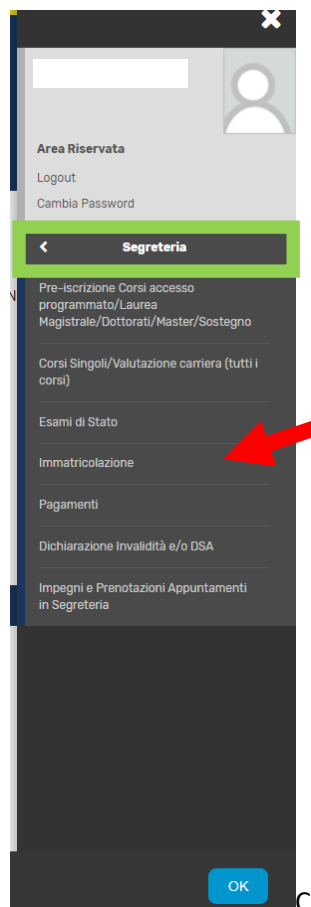 Area Riservata
Logout
Cambia Password
Segreteria
Pre-iscrizione Corsi accesso
programmato/Laurea
Magistrale/Dottorati/Master/Sostegno
Corsi Singoli/Valutazione carriera (tutti i
corsi)
Esami di Stato
Immatricolazione
Pagamenti
Dichiarazione Invalidità e/o DSA
Impegni e Prenotazioni Appuntamenti
in Segreteria
OK